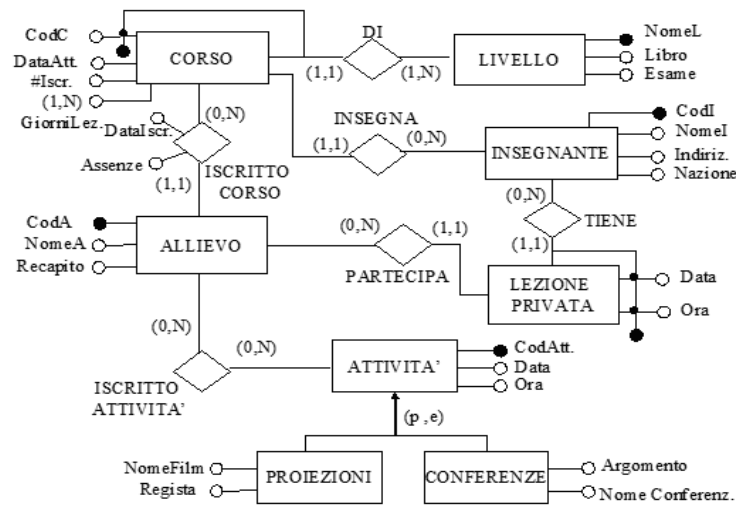 DI
CodC
NomeL
CORSO
LIVELLO
DataAtt.
Libro
#Iscr.
Esame
(1,1)
(1,N)
(1,N)
GiorniLez.
(0,N)
DataIscr.
INSEGNA
CodI
NomeI
(1,1)
(0,N)
INSEGNANTE
Indiriz.
Assenze
ISCRITTO
CORSO
Nazione
(1,1)
(0,N)
TIENE
CodA
NomeA
ALLIEVO
(0,N)
(1,1)
(1,1)
Recapito
PARTECIPA
LEZIONE
PRIVATA
Data
Ora
(0,N)
(0,N)
CodAtt.
ATTIVITA'
Data
Ora
ISCRITTO
ATTIVITA'
(p ,e)
NomeFilm
PROIEZIONI
CONFERENZE
Argomento
Regista
Nome Conferenz.